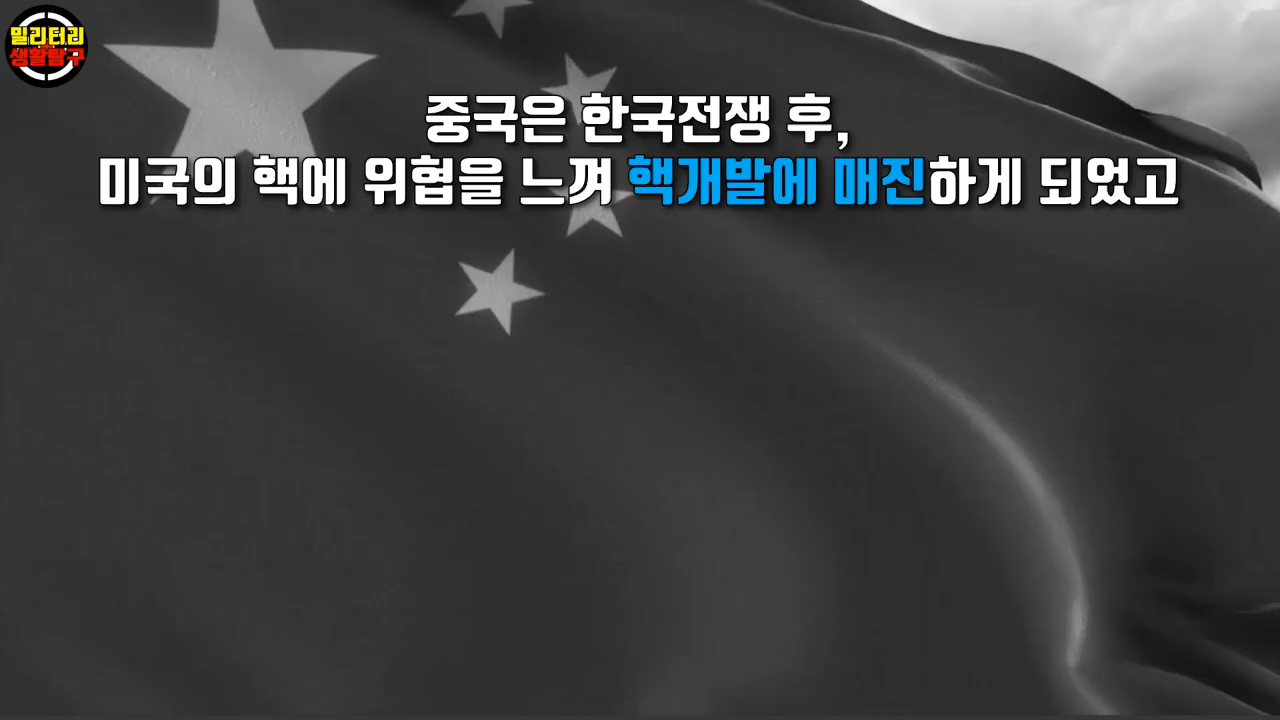 밀리터리
생활탐구
중국은 한국전쟁 후,
미국의 핵에 위협을 느껴 핵개발에 매진하게 되었고